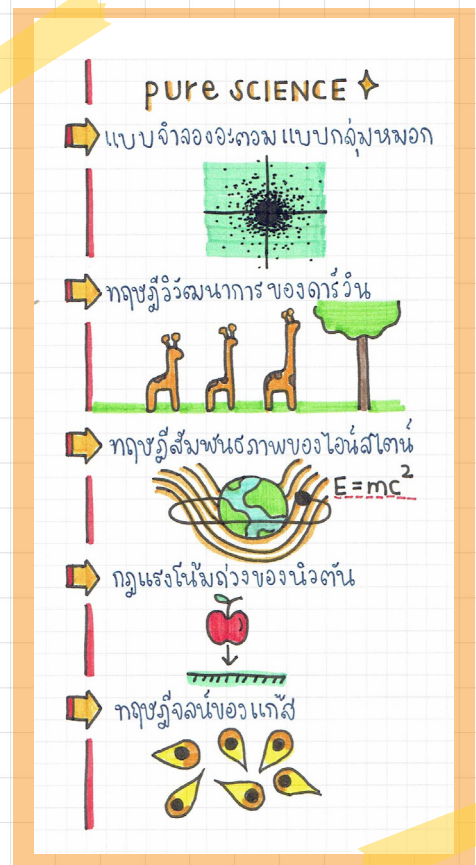 pure SCIENCE
แบบจำลองอะตอมแบบกลุ่มหมอก
ทฤษฎีวิวัฒนาการของดาร์วิน
ทฤษฎีสัมพันธภาพของไอน์สไตน์
E=mc²
กฎแรงโน้มถ่วงของนิวตัน
ทฤษฎีจลน์ของแก๊ส